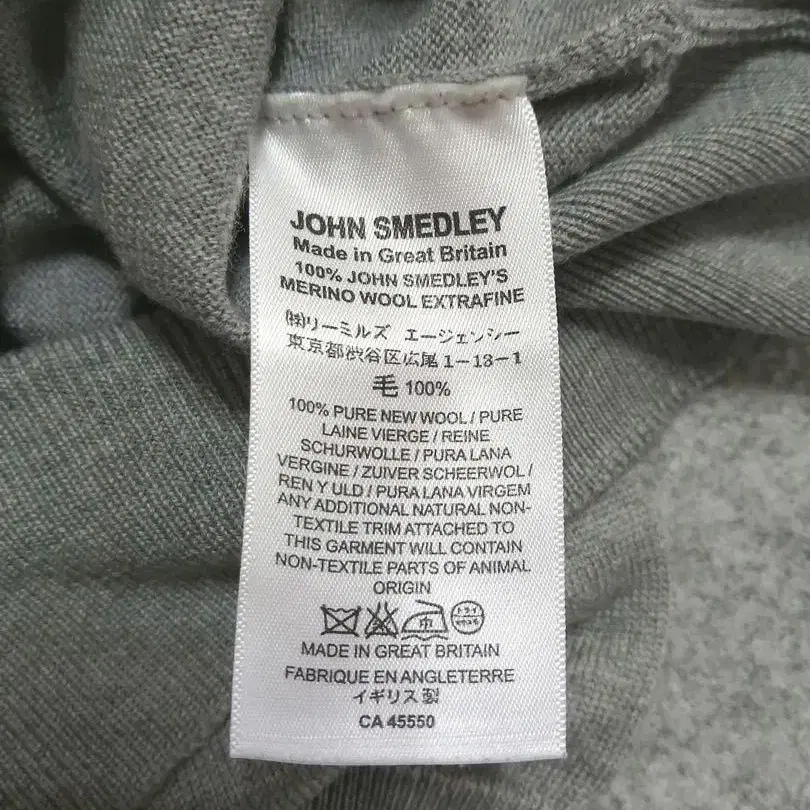 JOHN SMEDLEY
Made in Great Britain
100% JOHN SMEDLEY'S
MERINO WOOL EXTRAFINE
(株)リーミルズ エージェンシー
東京都渋谷区広尾1-13-1
毛 100%
100% PURE NEW WOOL / PURE
LAINE VIERGE / REINE
SCHURWOLLE / PURA LANA
VERGINE / ZUIVER SCHEERWOL /
REN Y ULD / PURA LANA VIRGEM
ANY ADDITIONAL NATURAL NON-
TEXTILE TRIM ATTACHED TO
THIS GARMENT WILL CONTAIN
NON-TEXTILE PARTS OF ANIMAL
ORIGIN
中 ドライ
MADE IN GREAT BRITAIN
FABRIQUE EN ANGLETERRE
イギリス製
CA 45550